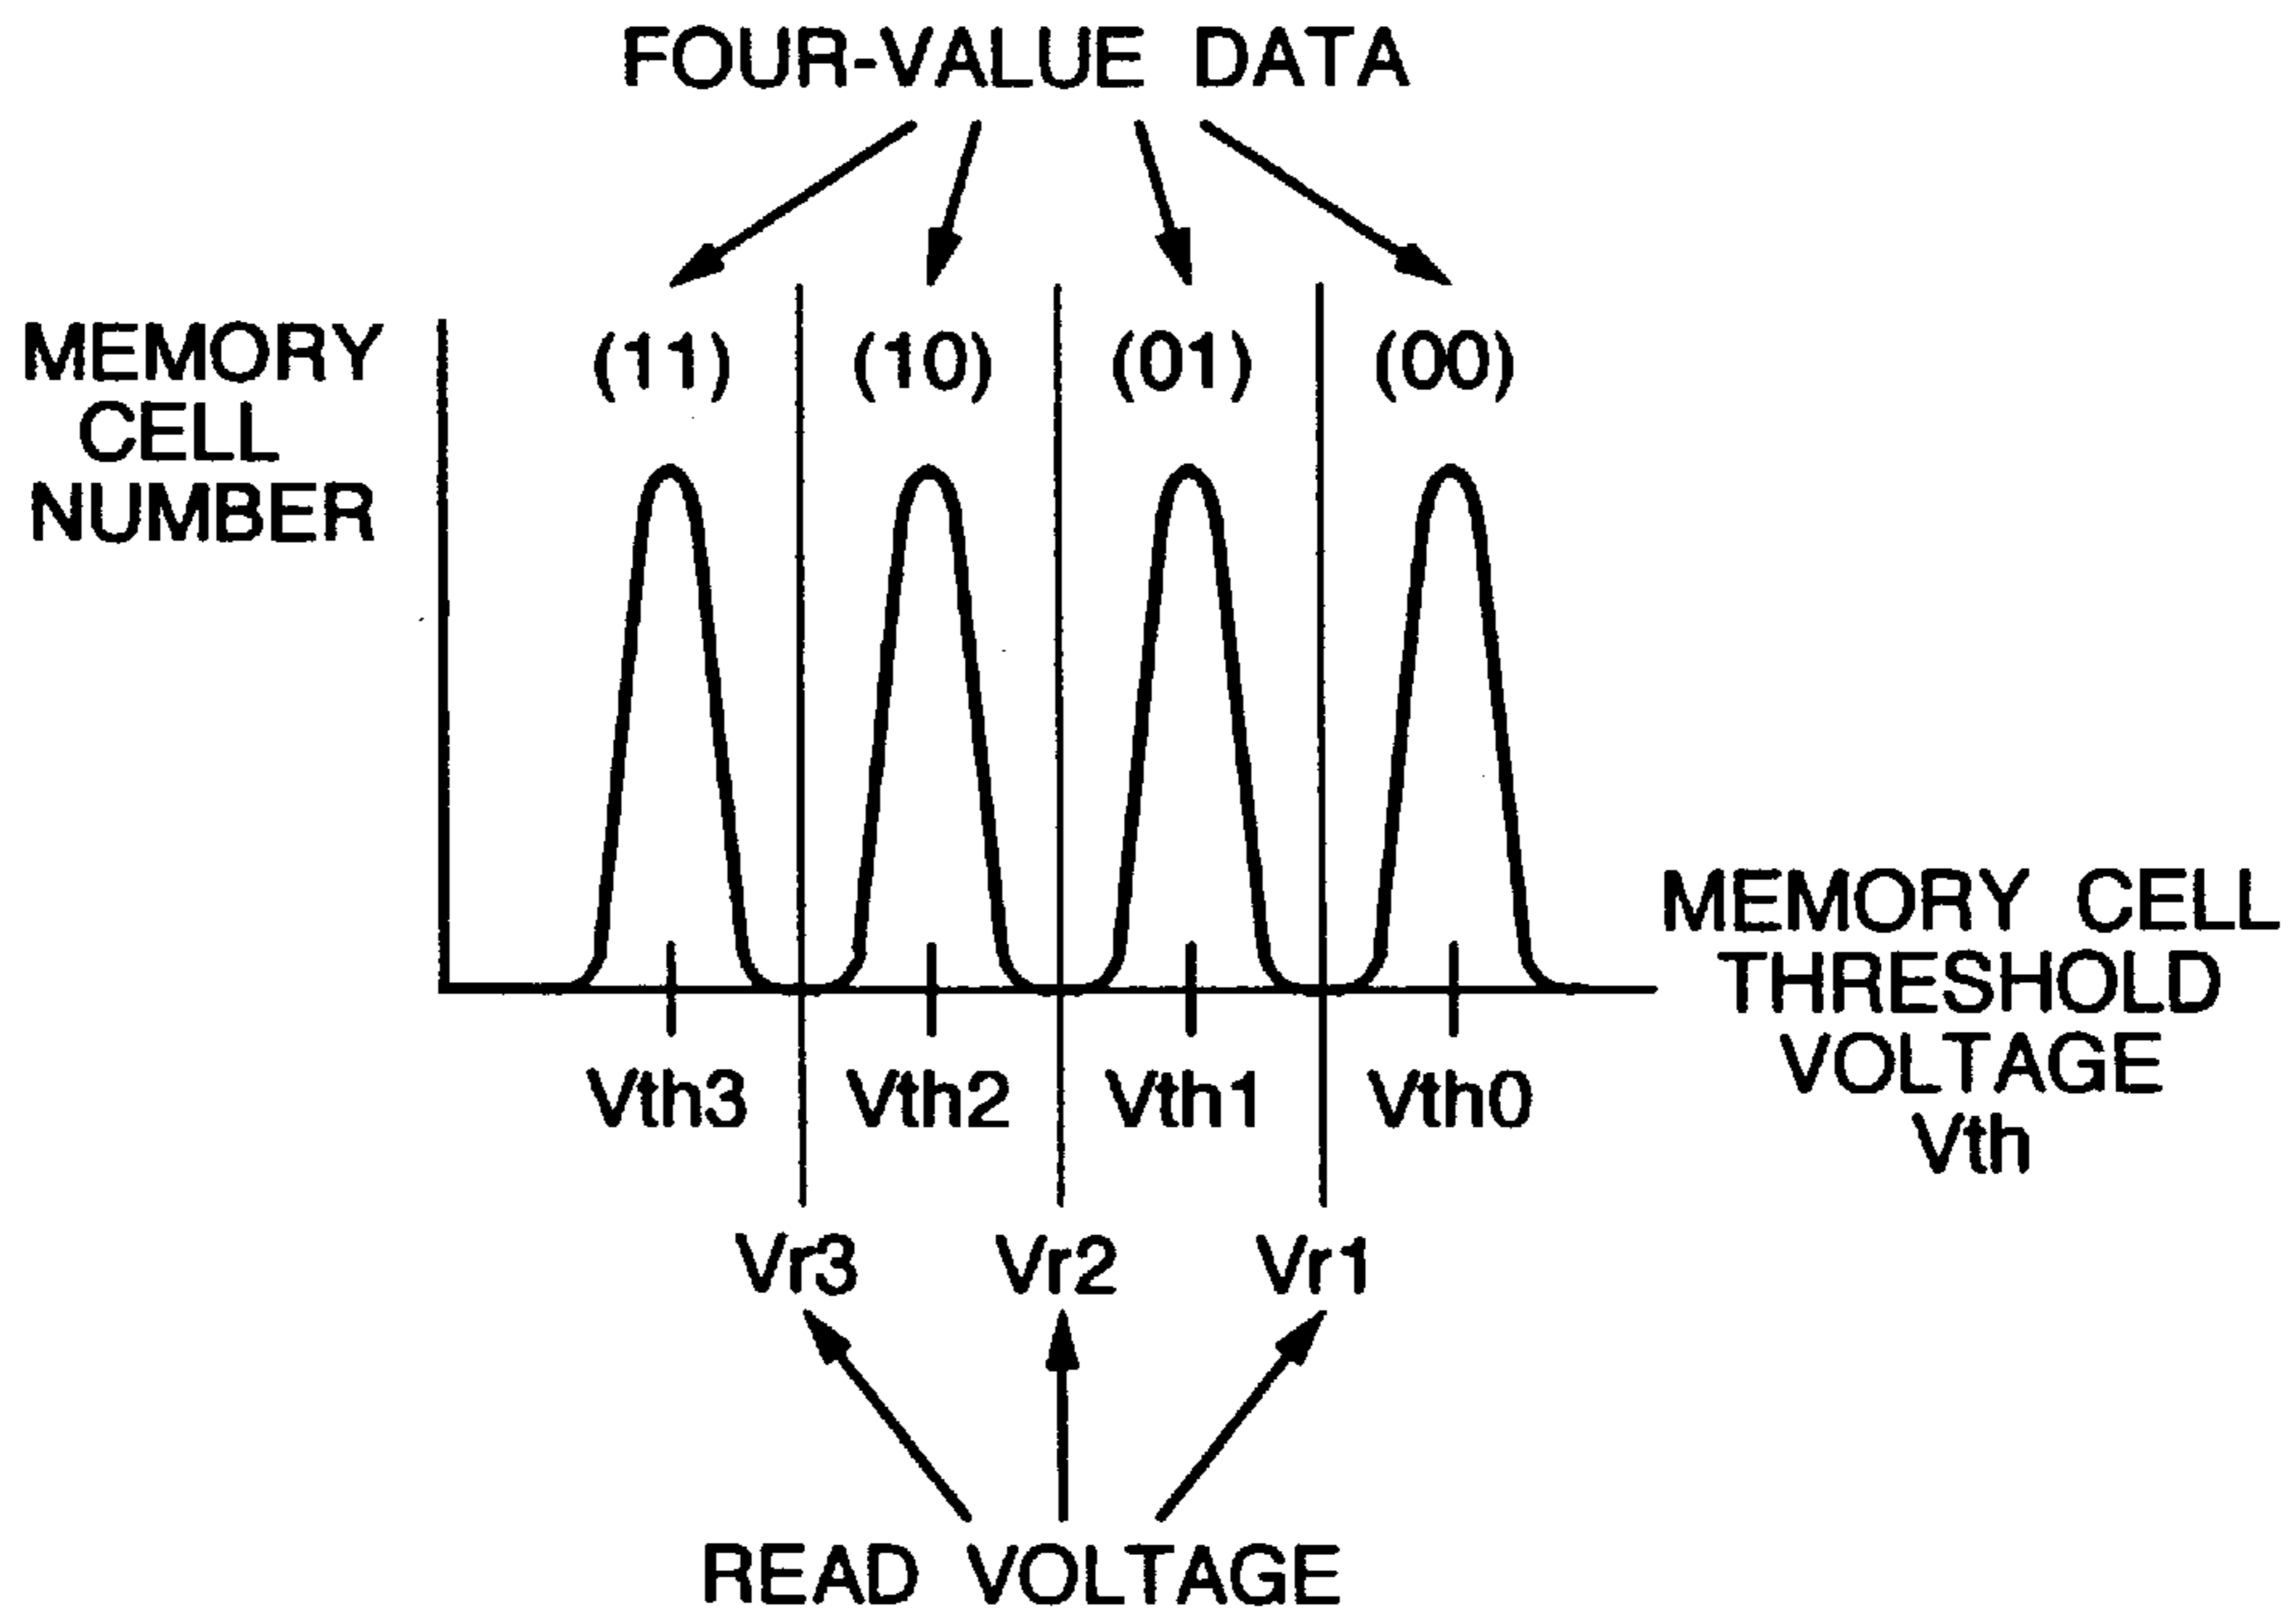 FOUR-VALUE DATA
MEMORY
CELL
NUMBER
(11) (10) (01) (00)
MEMORY CELL
THRESHOLD
VOLTAGE
Vth
Vth3 Vth2 Vth1 Vth0
Vr3 Vr2 Vr1
READ VOLTAGE